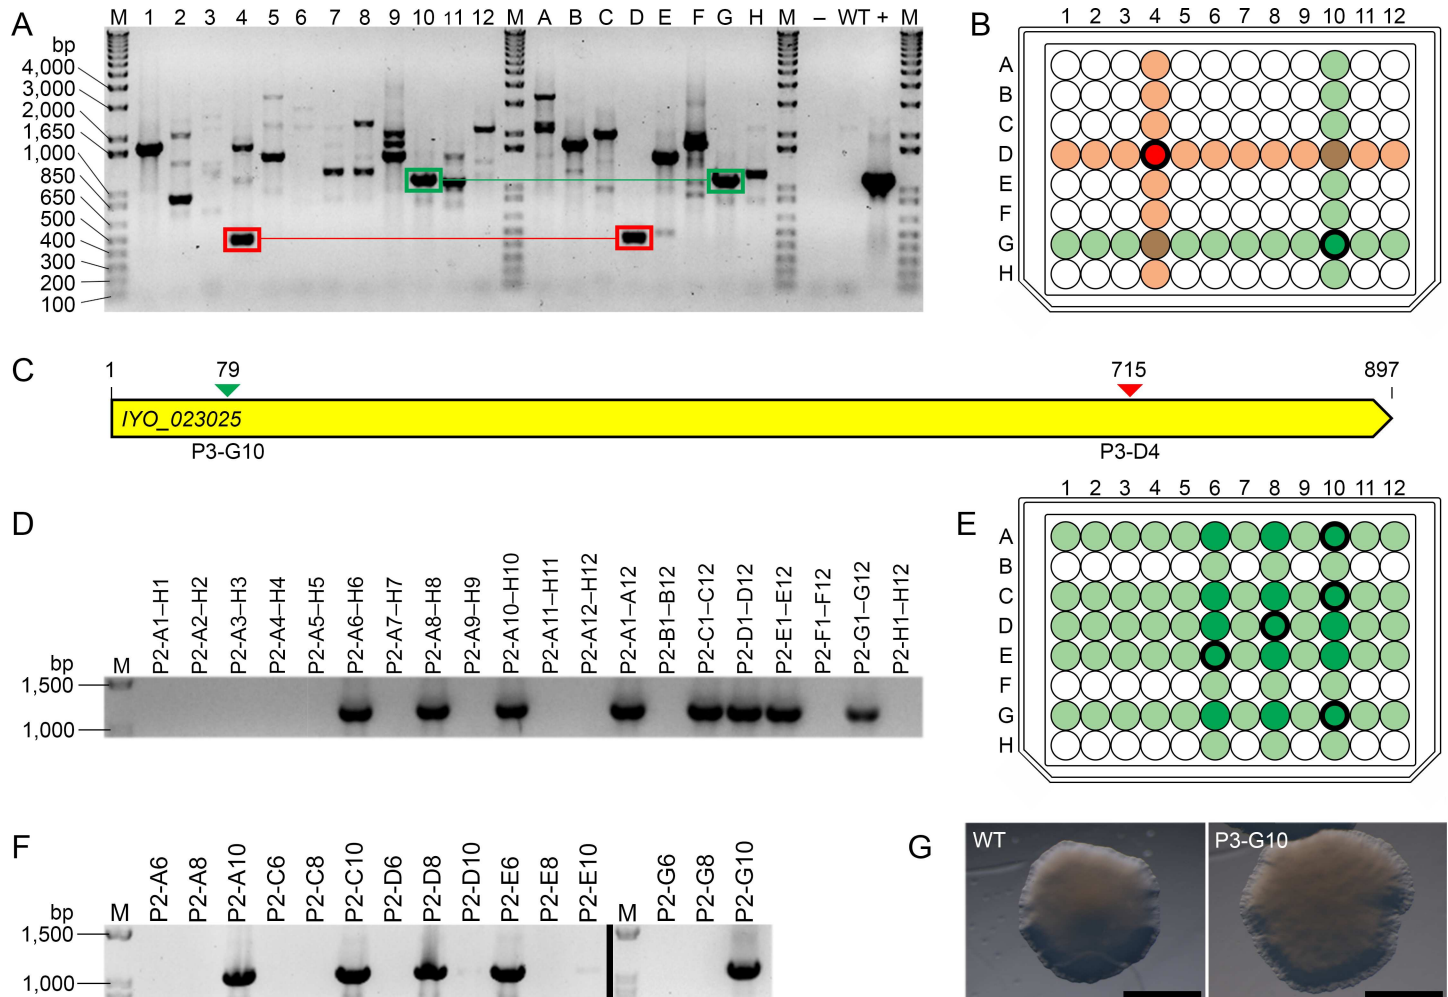 A
M 1 2 3 4 5 6 7 8 9 10 11 12 M A B C D E F G H M – WT + M
bp
4,000
3,000
2,000
1,650
1,000
850
650
500
400
300
200
100
B
1 2 3 4 5 6 7 8 9 10 11 12
A
B
C
D
E
F
G
H
C
1 79 715 897
IYO_023025
P3-G10 P3-D4
D
bp
M P2-A1–H1 P2-A2–H2 P2-A3–H3 P2-A4–H4 P2-A5–H5 P2-A6–H6 P2-A7–H7 P2-A8–H8 P2-A9–H9 P2-A10–H10 P2-A11–H11 P2-A12–H12 P2-A1–A12 P2-B1–B12 P2-C1–C12 P2-D1–D12 P2-E1–E12 P2-F1–F12 P2-G1–G12 P2-H1–H12
1,500
1,000
E
1 2 3 4 5 6 7 8 9 10 11 12
A
B
C
D
E
F
G
H
F
bp
M P2-A6 P2-A8 P2-A10 P2-C6 P2-C8 P2-C10 P2-D6 P2-D8 P2-D10 P2-E6 P2-E8 P2-E10 M P2-G6 P2-G8 P2-G10
1,500
1,000
G
WT P3-G10